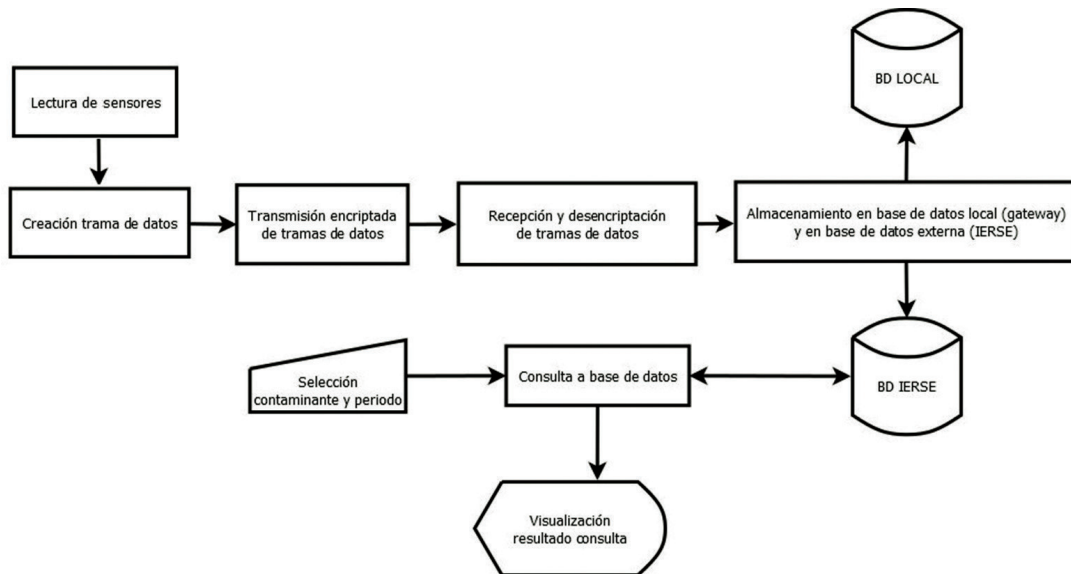 BD LOCAL
Lectura de sensores
Creación trama de datos
Transmisión encriptada
de tramas de datos
Recepción y desencriptación
de tramas de datos
Almacenamiento en base de datos local (gateway)
y en base de datos externa (IERSE)
Selección
contaminante y periodo
Consulta a base de datos
BD IERSE
Visualización
resultado consulta